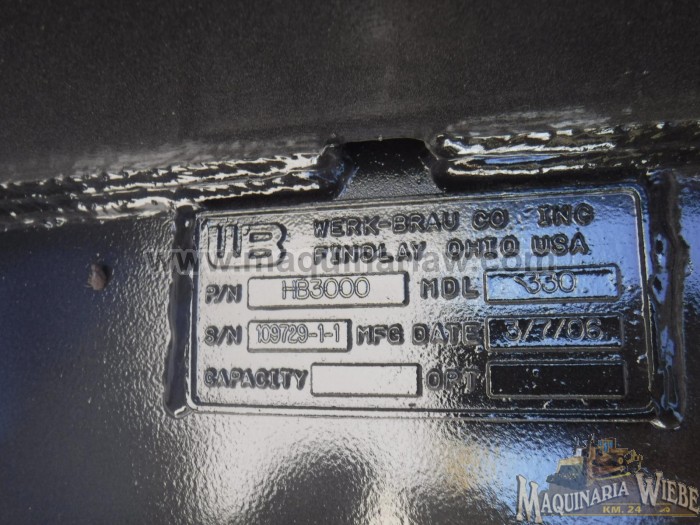 WB WERK-BRAU CO INC
FINDLAY OHIO USA
P/N HB3000 MDL 330
S/N 109729-1-1 MFG DATE 3/7/06
CAPACITY OPT
www.maquinariaw.com
MAQUINARIA WIEBE
KM. 24